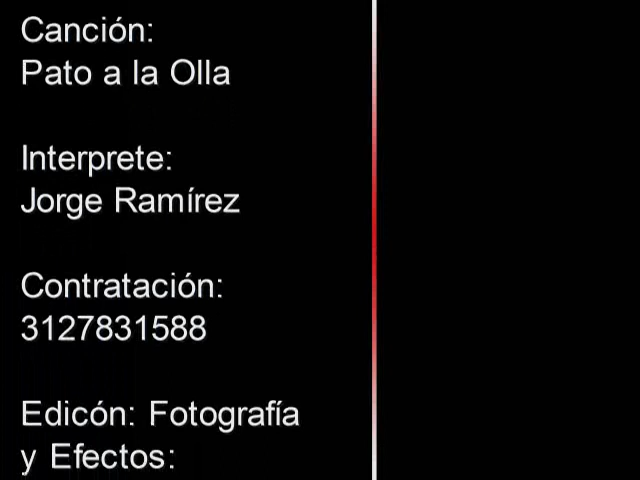 Canción:
Pato a la Olla
Interprete:
Jorge Ramírez
Contratación:
3127831588
Edicón: Fotografía
y Efectos: